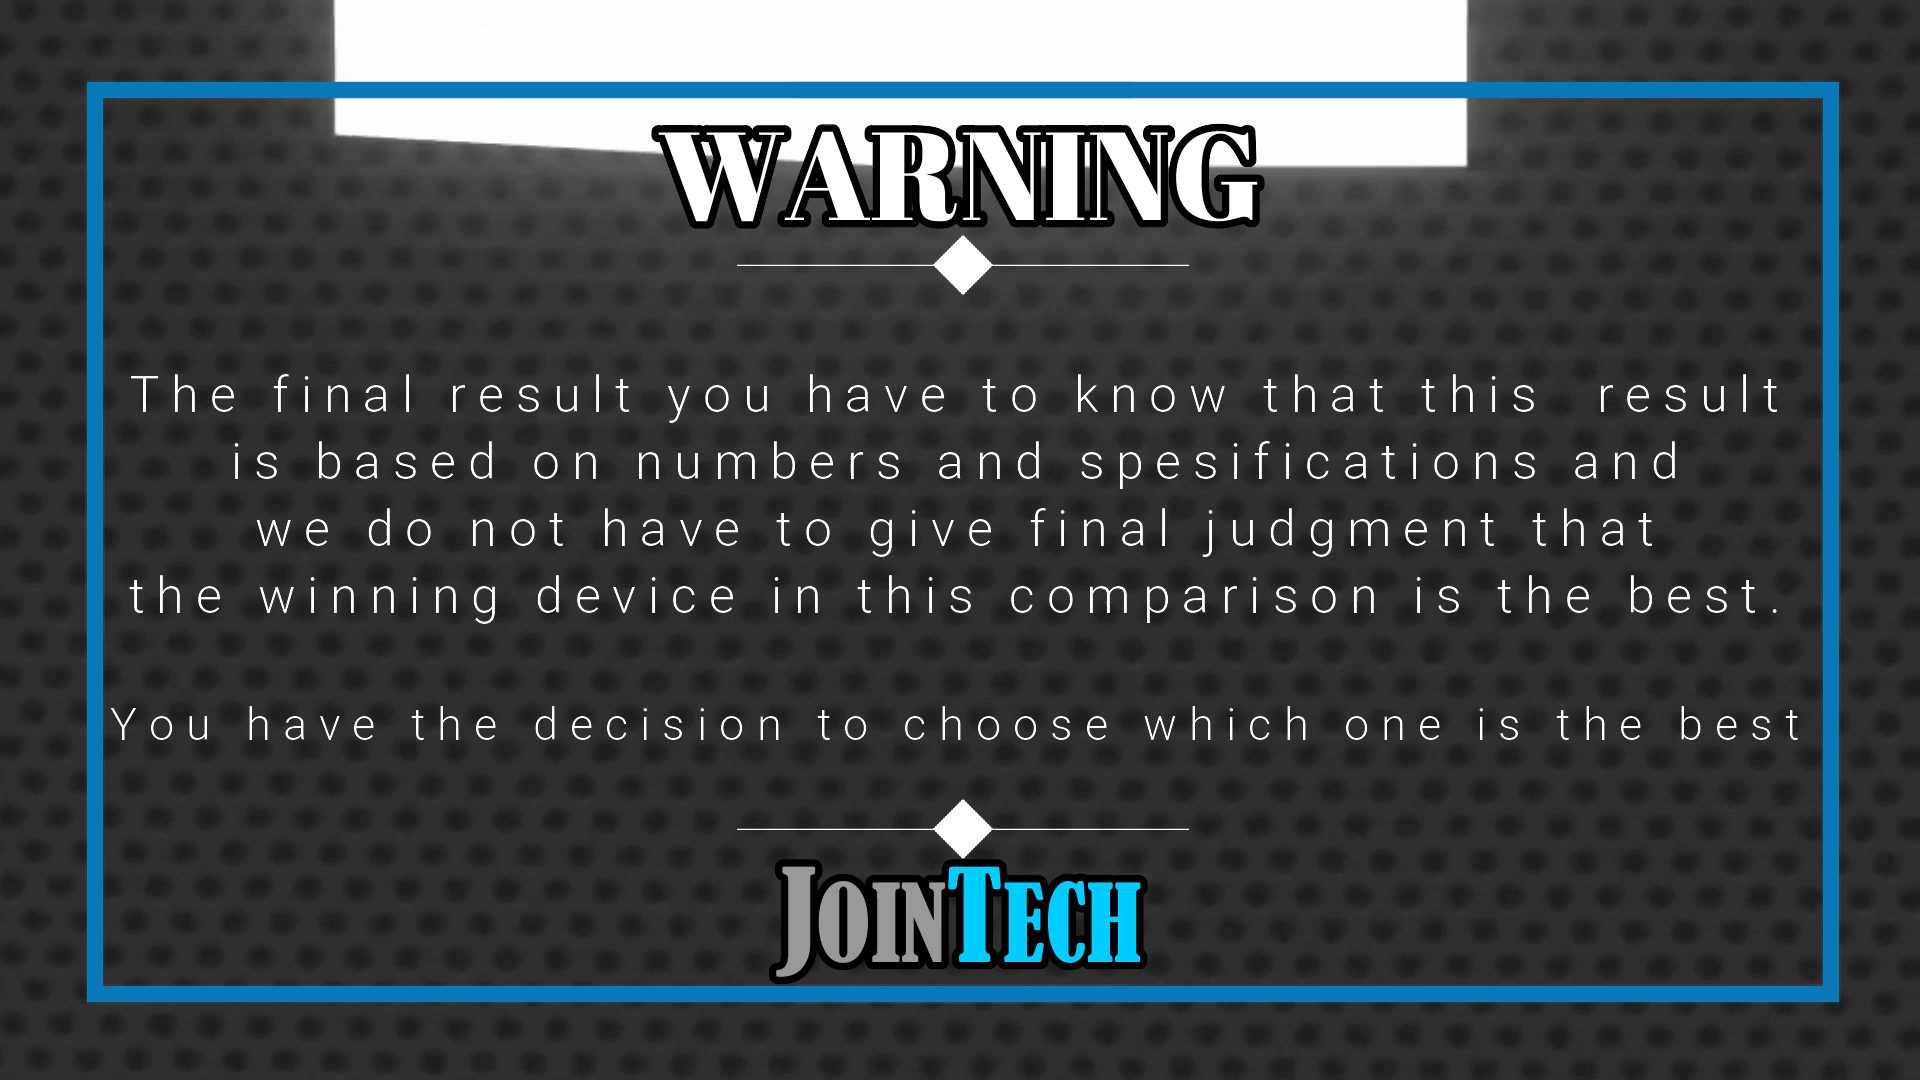 WARNING
The final result you have to know that this result
is based on numbers and spesifications and
we do not have to give final judgment that
the winning device in this comparison is the best.
You have the decision to choose which one is the best
JOINTECH